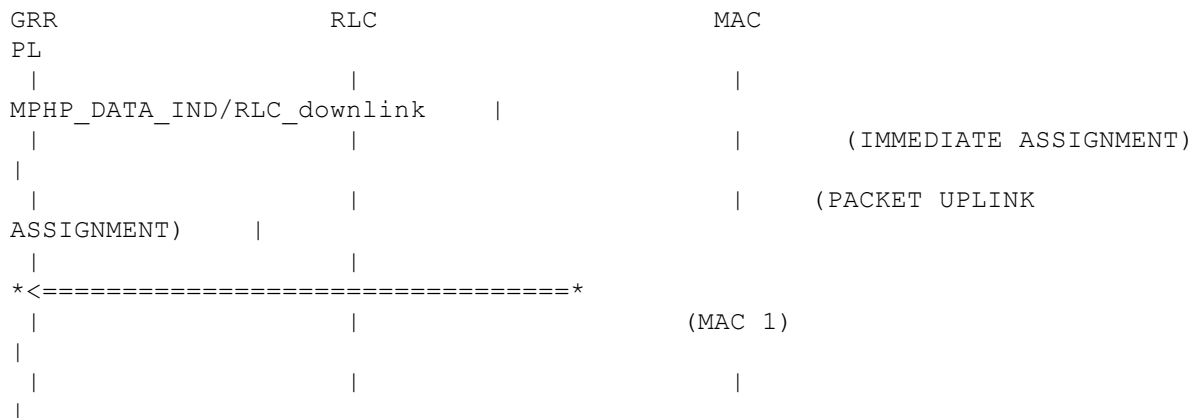 GRR                 RLC                       MAC
PL
 |                    |                        |
MPHP_DATA_IND/RLC_downlink     |
 |                    |                        |       (IMMEDIATE ASSIGNMENT)
|
 |                    |                        |     (PACKET UPLINK
ASSIGNMENT)     |
 |                    |
*<=================================*
 |                    |                     (MAC 1)
|
 |                    |                        |
|